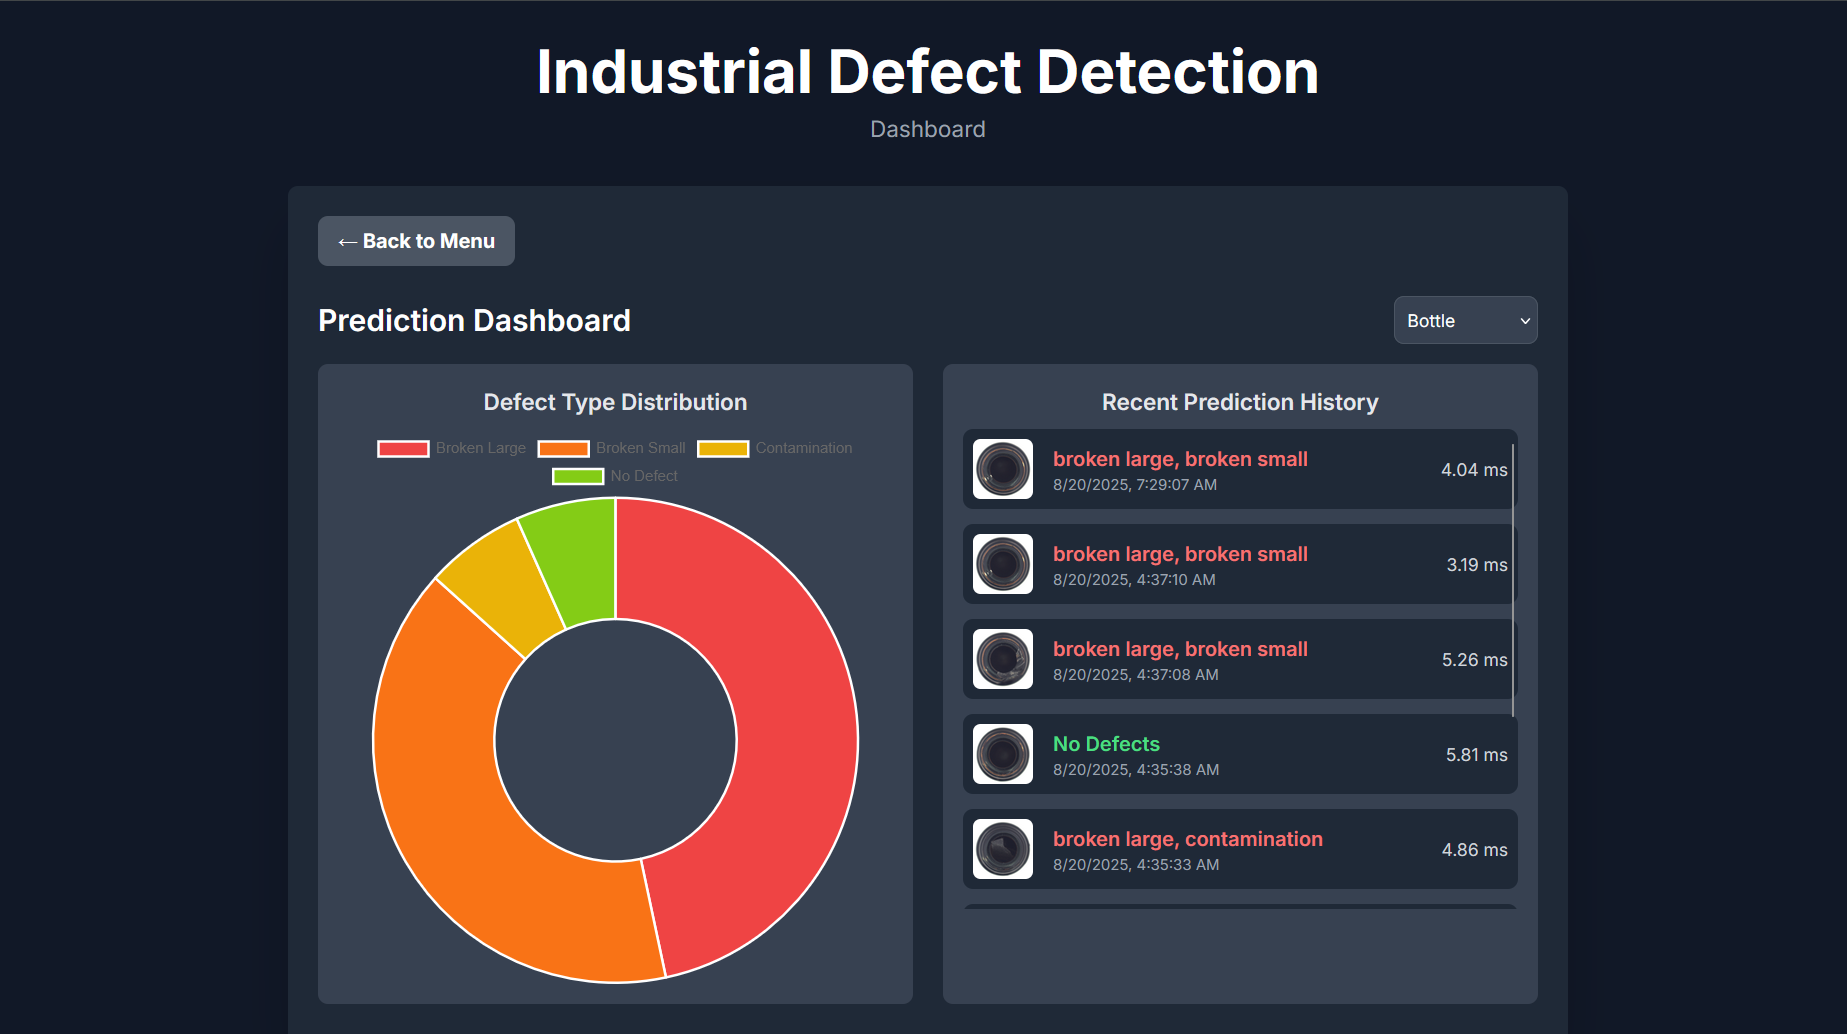 Industrial Defect Detection
Dashboard
← Back to Menu
Prediction Dashboard
Bottle
Defect Type Distribution
Broken Large Broken Small Contamination
No Defect
Recent Prediction History
broken large, broken small
8/20/2025, 7:29:07 AM
4.04 ms
broken large, broken small
8/20/2025, 4:37:10 AM
3.19 ms
broken large, broken small
8/20/2025, 4:37:08 AM
5.26 ms
No Defects
8/20/2025, 4:35:38 AM
5.81 ms
broken large, contamination
8/20/2025, 4:35:33 AM
4.86 ms